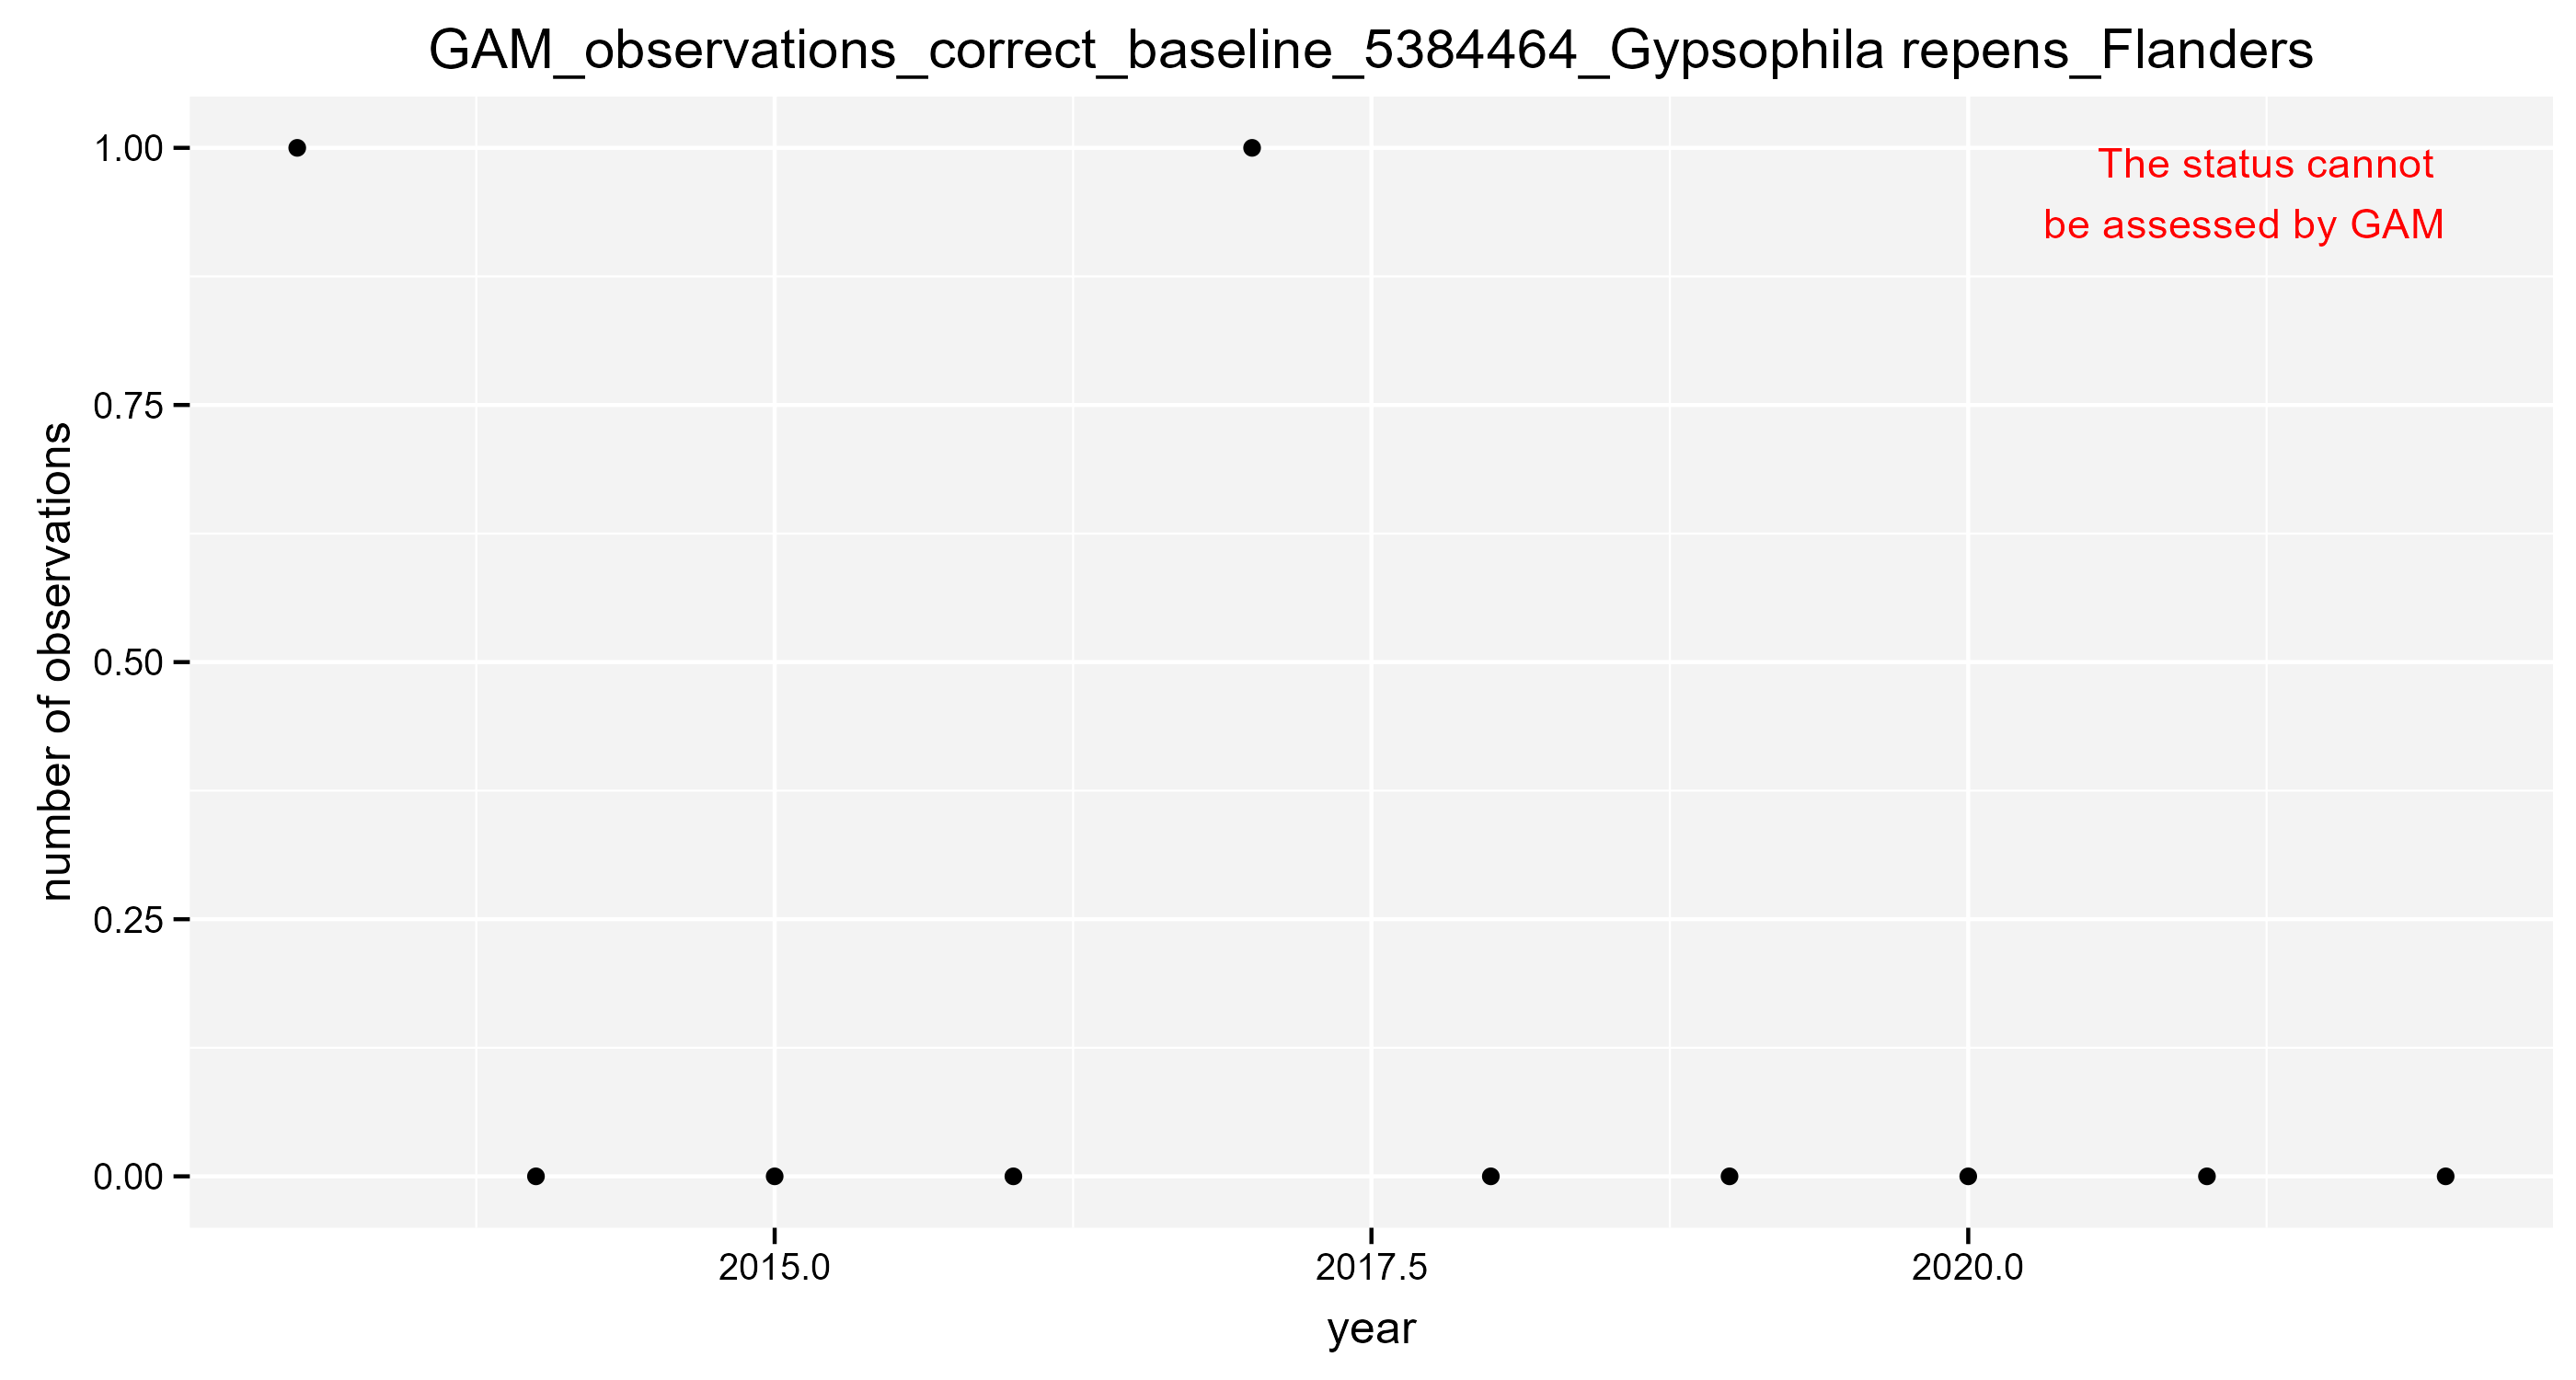 GAM_observations_correct_baseline_5384464_Gypsophila repens_Flanders
The status cannot
be assessed by GAM
1.00
0.75
0.50
0.25
0.00
number of observations
2015.0
2017.5
2020.0
year